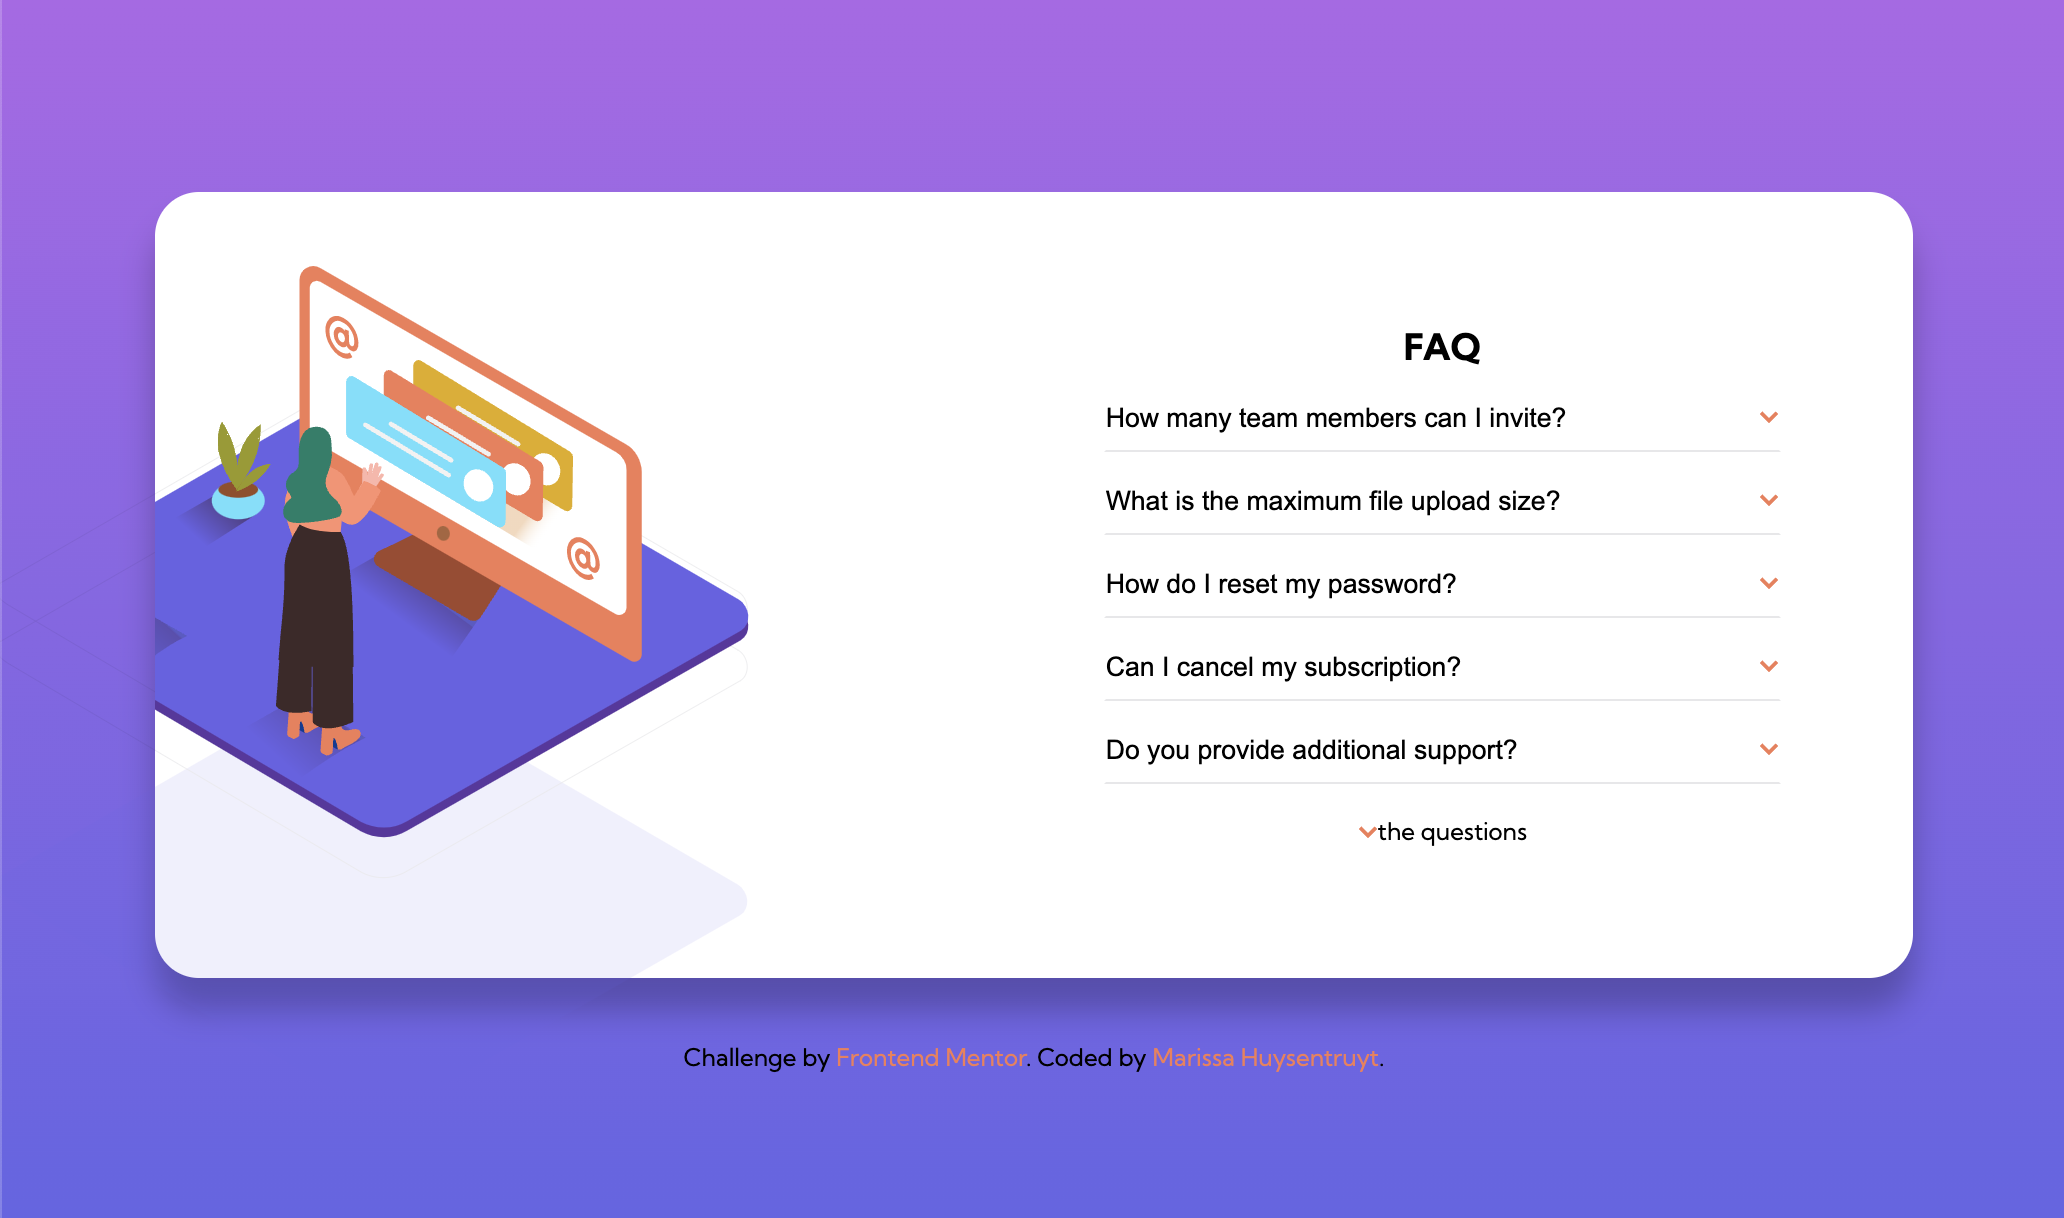 @
@
FAQ
How many team members can I invite?
What is the maximum file upload size?
How do I reset my password?
Can I cancel my subscription?
Do you provide additional support?
the questions
Challenge by Frontend Mentor. Coded by Marissa Huysentruyt.